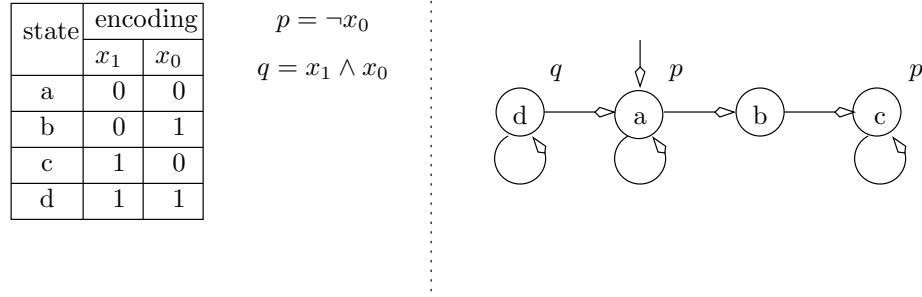 state encoding
x₁ x₀
a 0 0
b 0 1
c 1 0
d 1 1
p = ¬x₀
q = x₁ ∧ x₀
q p p
d a b c